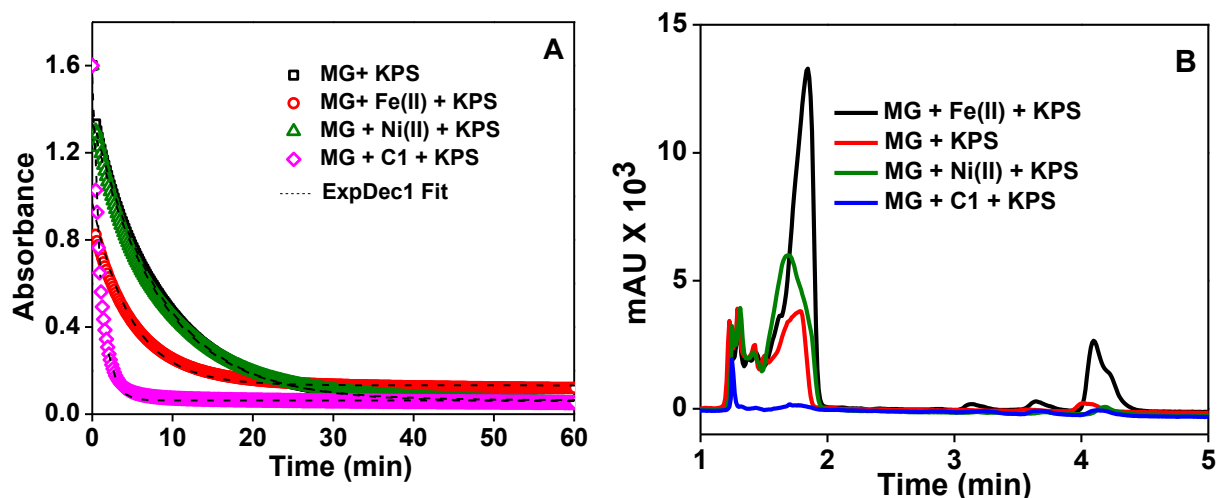 A
1.6
1.2
0.8
0.4
0.0
Absorbance
MG+ KPS
MG+ Fe(II) + KPS
MG + Ni(II) + KPS
MG + C1 + KPS
ExpDec1 Fit
0 10 20 30 40 50 60
Time (min)
B
15
10
5
0
mAU X 10³
MG + Fe(II) + KPS
MG + KPS
MG + Ni(II) + KPS
MG + C1 + KPS
1 2 3 4 5
Time (min)